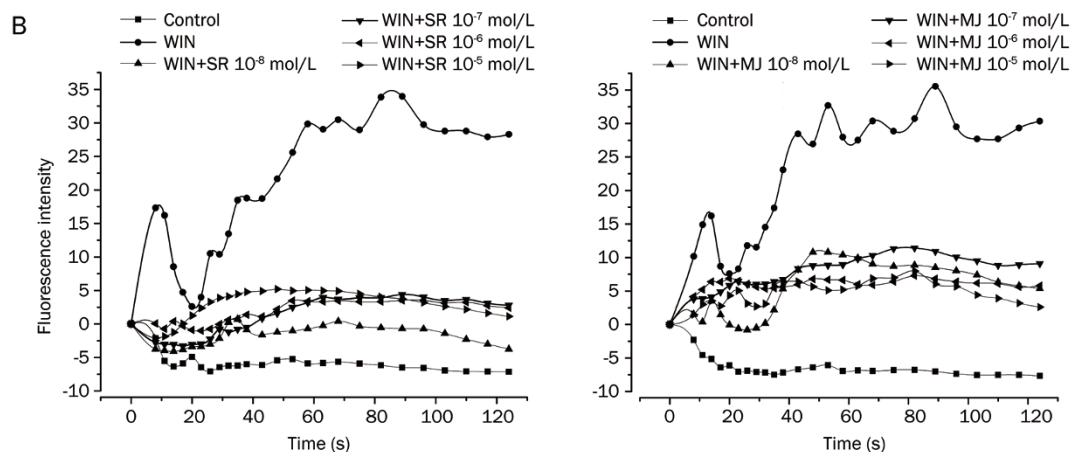 B
Control
WIN
WIN+SR 10⁻⁸ mol/L
WIN+SR 10⁻⁷ mol/L
WIN+SR 10⁻⁶ mol/L
WIN+SR 10⁻⁵ mol/L
Fluorescence intensity
35
30
25
20
15
10
5
0
-5
-10
0 20 40 60 80 100 120
Time (s)
Control
WIN
WIN+MJ 10⁻⁸ mol/L
WIN+MJ 10⁻⁷ mol/L
WIN+MJ 10⁻⁶ mol/L
WIN+MJ 10⁻⁵ mol/L
35
30
25
20
15
10
5
0
-5
-10
0 20 40 60 80 100 120
Time (s)